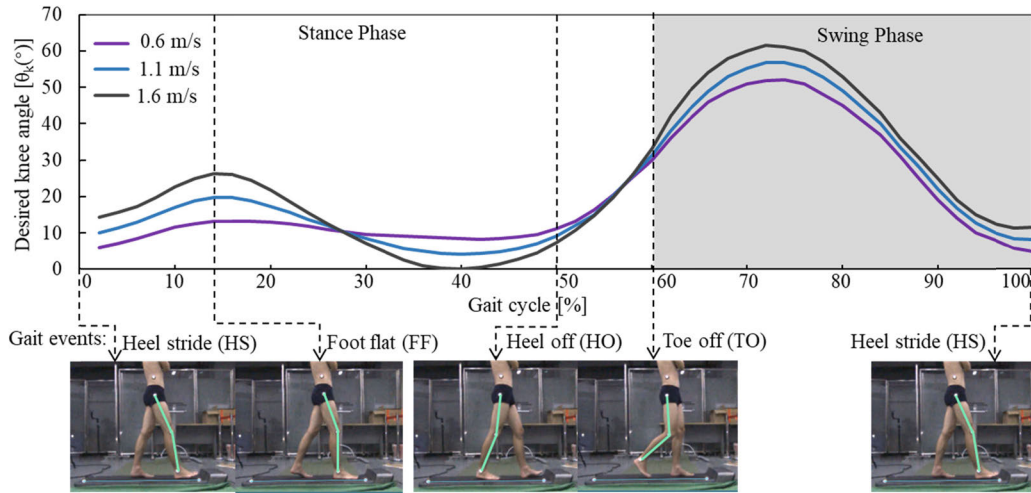 70
60
50
40
30
20
10
0
Desired knee angle [θk(°)]
0.6 m/s
1.1 m/s
1.6 m/s
Stance Phase
Swing Phase
0 10 20 30 40 50 60 70 80 90 100
Gait cycle [%]
Gait events:
Heel stride (HS)
Foot flat (FF)
Heel off (HO)
Toe off (TO)
Heel stride (HS)